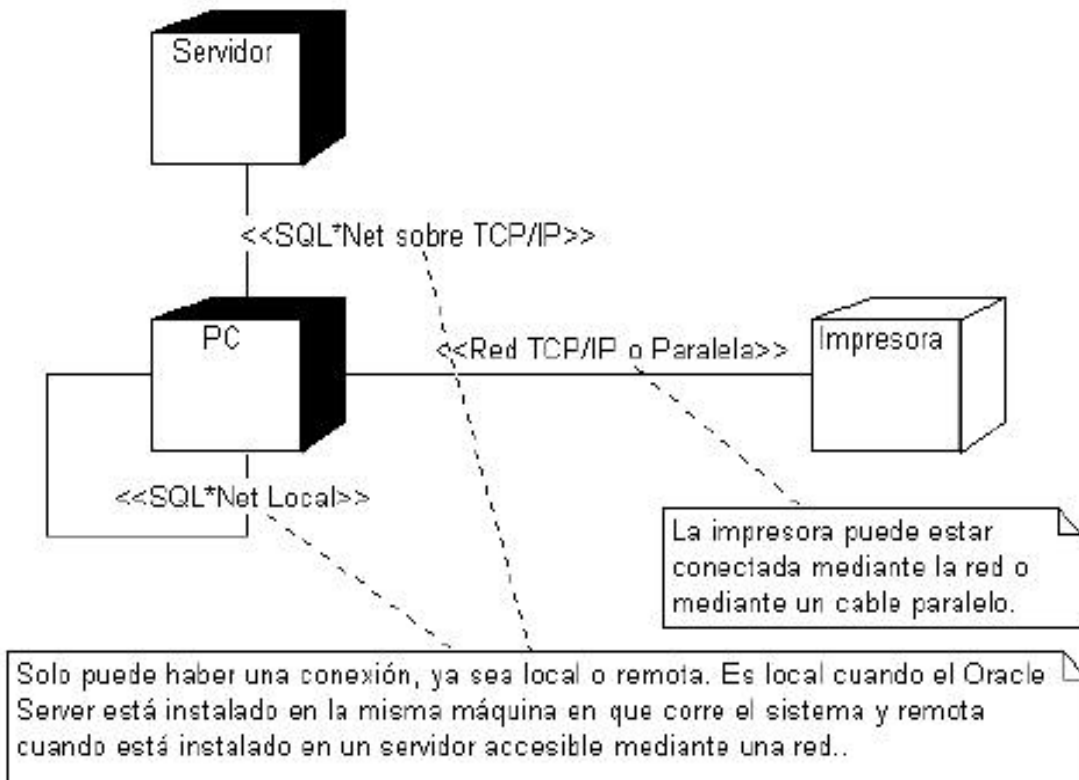 Servidor
<<SQL*Net sobre TCP/IP>>
PC
<<Red TCP/IP o Paralela>>
Impresora
<<SQL*Net Local>>
La impresora puede estar
conectada mediante la red o
mediante un cable paralelo.
Solo puede haber una conexión, ya sea local o remota. Es local cuando el Oracle
Server está instalado en la misma máquina en que corre el sistema y remota
cuando está instalado en un servidor accesible mediante una red..